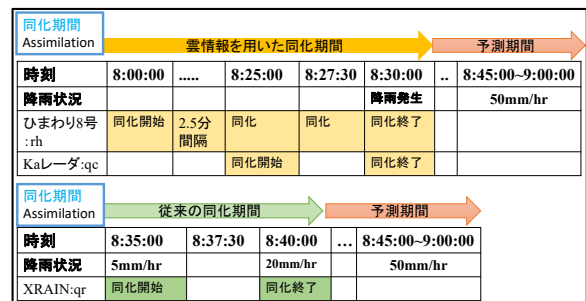 同化期間
Assimilation
雲情報を用いた同化期間
予測期間
時刻 8:00:00 ..... 8:25:00 8:27:30 8:30:00 .. 8:45:00~9:00:00
降雨状況 降雨発生 50mm/hr
ひまわり8号 同化開始 2.5分 同化 同化 同化終了
:rh 間隔
Kaレーダ:qc 同化開始 同化終了
同化期間
Assimilation
従来の同化期間
予測期間
時刻 8:35:00 8:37:30 8:40:00 ... 8:45:00~9:00:00
降雨状況 5mm/hr 20mm/hr 50mm/hr
XRAIN:qr 同化開始 同化終了